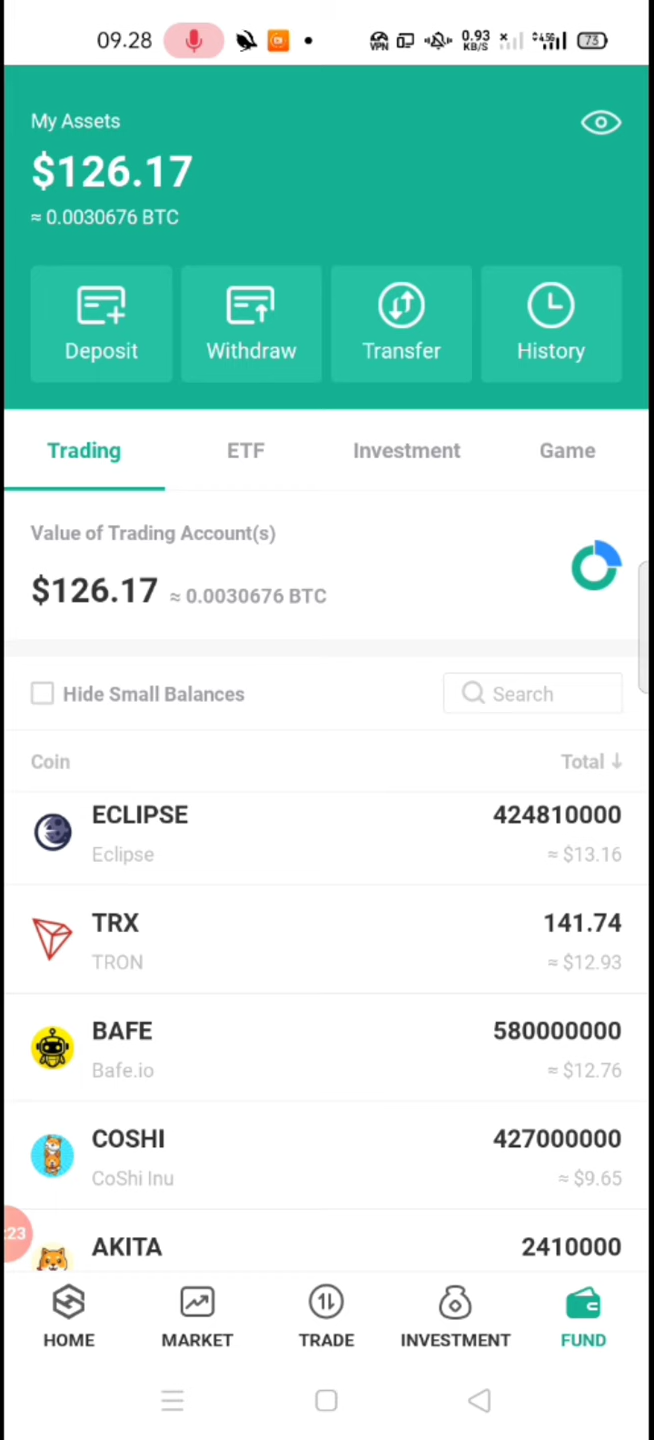 09.28 VPN 0.93 KB/S 73
My Assets
$126.17
≈ 0.0030676 BTC
Deposit Withdraw Transfer History
Trading ETF Investment Game
Value of Trading Account(s)
$126.17 ≈ 0.0030676 BTC
Hide Small Balances Search
Coin Total ↓
ECLIPSE 424810000
Eclipse ≈ $13.16
TRX 141.74
TRON ≈ $12.93
BAFE 580000000
Bafe.io ≈ $12.76
COSHI 427000000
CoShi Inu ≈ $9.65
:23
AKITA 2410000
HOME MARKET TRADE INVESTMENT FUND